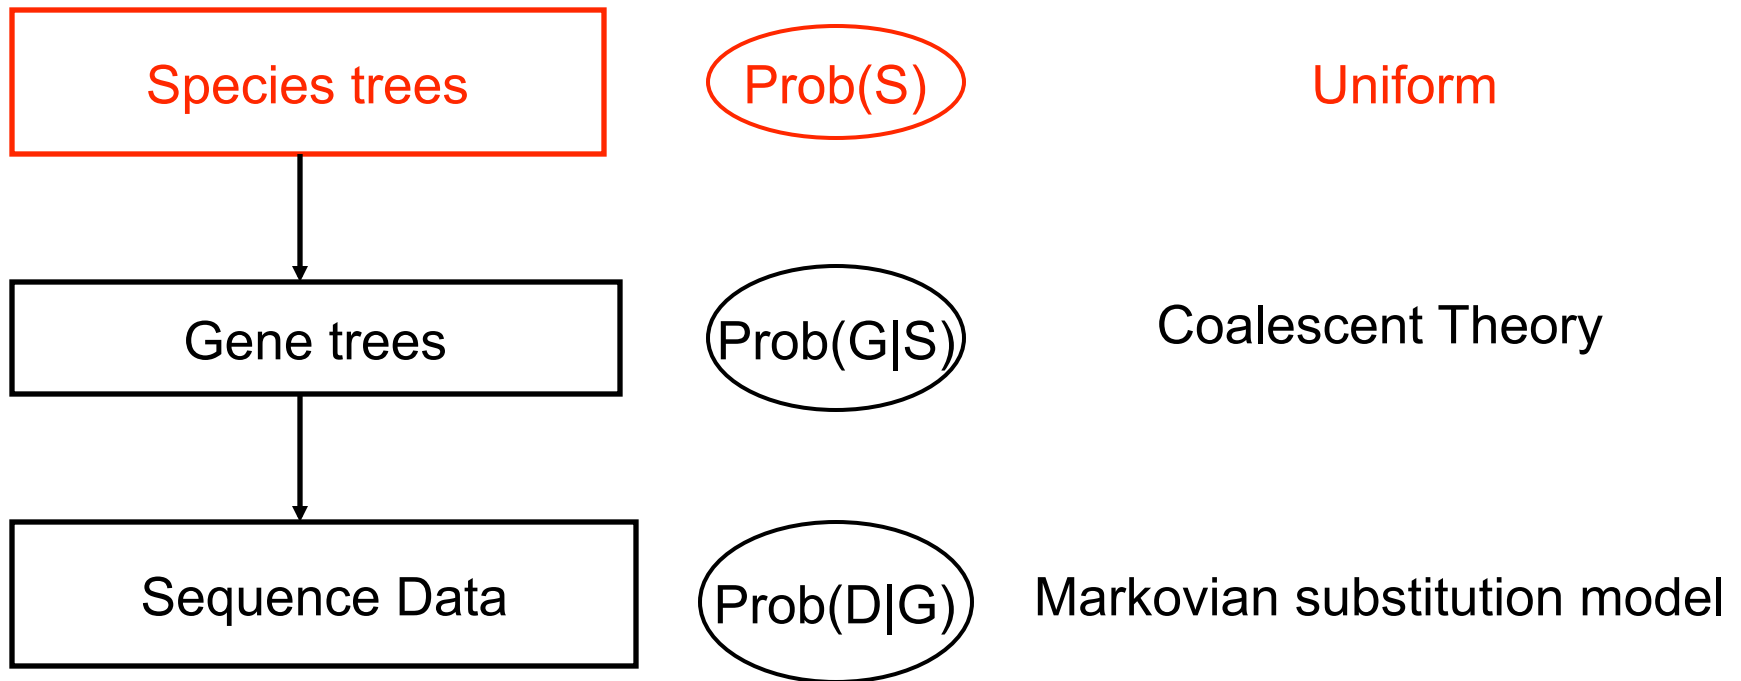 Species trees
Prob(S)
Uniform
Gene trees
Prob(G|S)
Coalescent Theory
Sequence Data
Prob(D|G)
Markovian substitution model